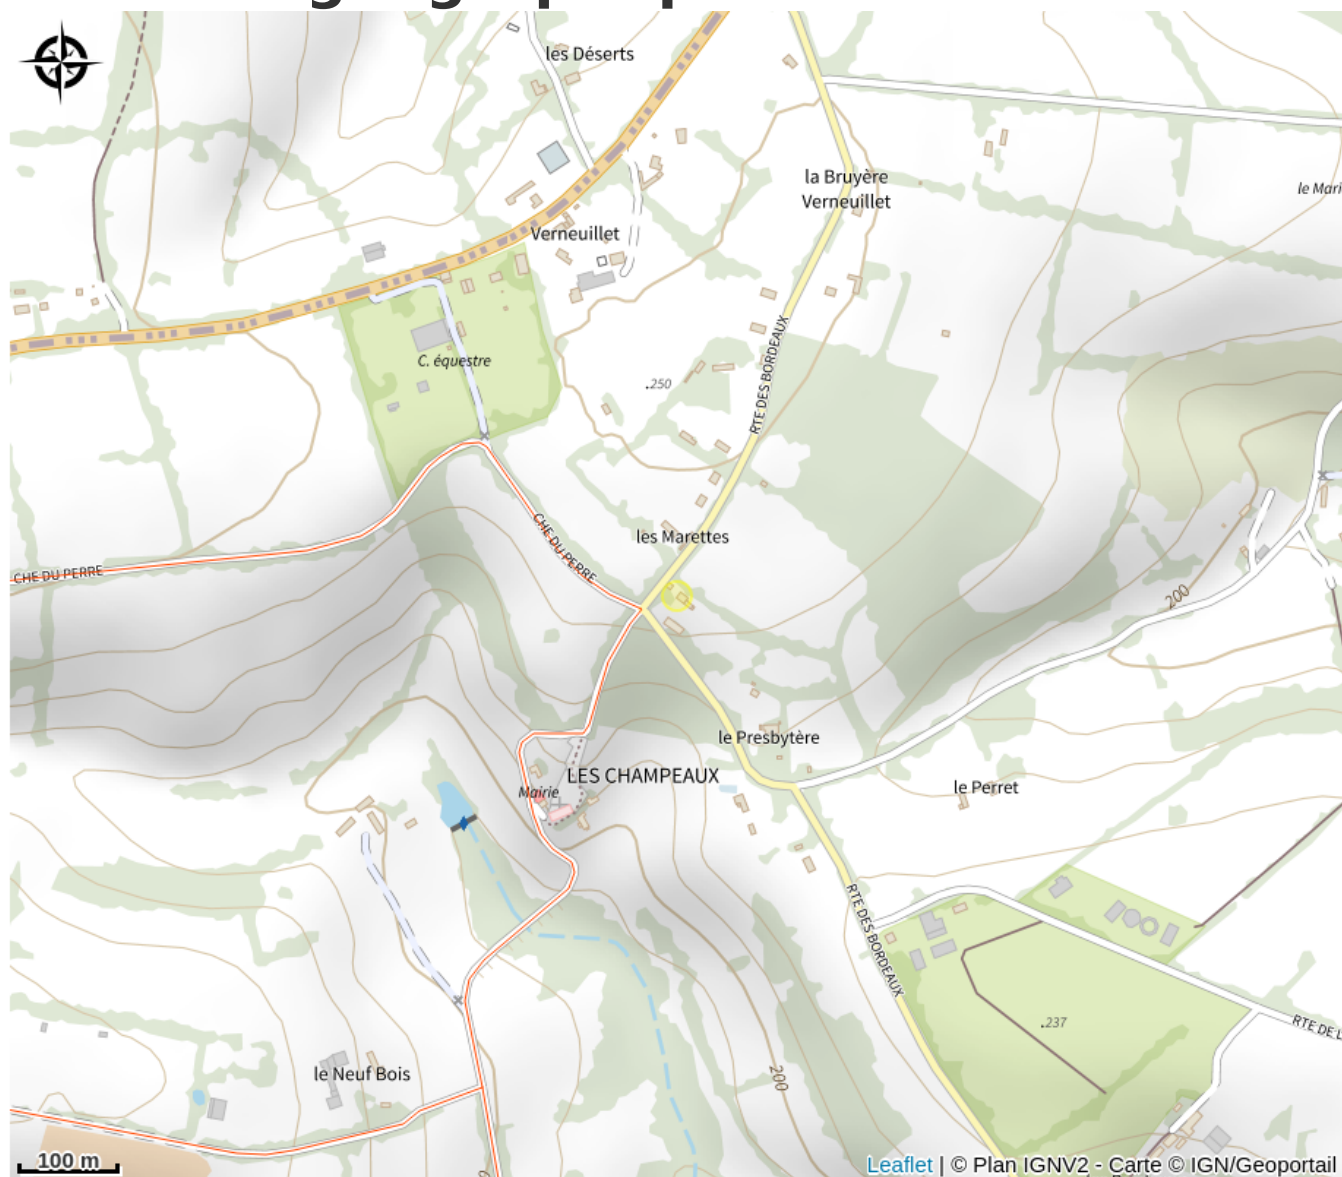 les Déserts
la Bruyère
Verneuillet
le Mari
Verneuillet
C. équestre
.250
RTE DES BORDEAUX
les Marettes
CHE DU PERRE
CHE DU PERRE
200
le Presbytère
LES CHAMPEAUX
Mairie
le Perret
RTE DES BORDEAUX
.237
RTE DE L
le Neuf Bois
200
100 m
Leaflet | © Plan IGNV2 - Carte © IGN/Geoportail